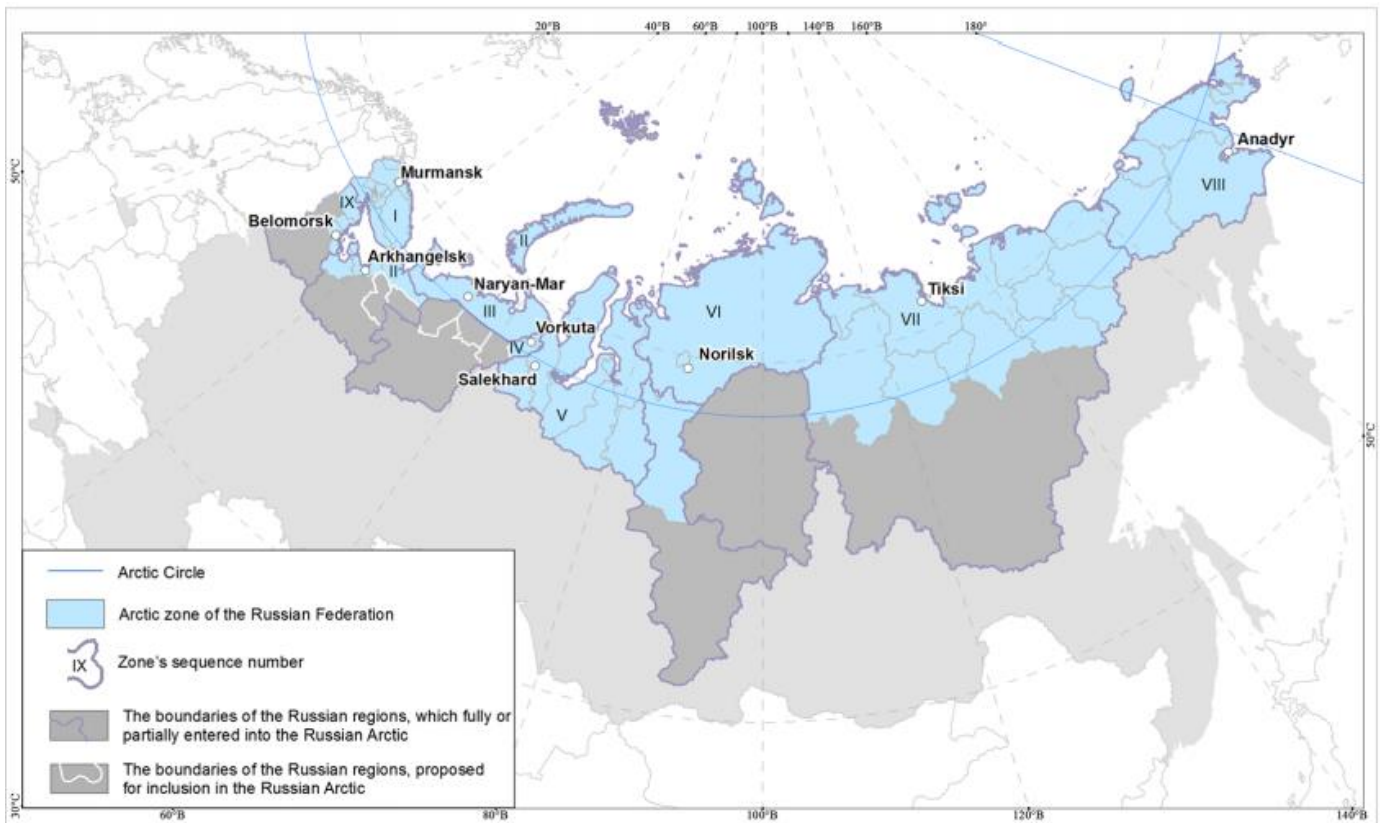 20°В 40°В 60°В 100°В 140°В 160°В 180°
50°С
Anadyr
Murmansk
VIII
IX
I
Belomorsk
II
Arkhangelsk
II
Naryan-Mar
Tiksi
III
VI
VII
Vorkuta
IV
Norilsk
Salekhard
V
50°С
Arctic Circle
Arctic zone of the Russian Federation
IX
Zone's sequence number
The boundaries of the Russian regions, which fully or
partially entered into the Russian Arctic
The boundaries of the Russian regions, proposed
for inclusion in the Russian Arctic
30°С
60°В 80°В 100°В 120°В 140°В